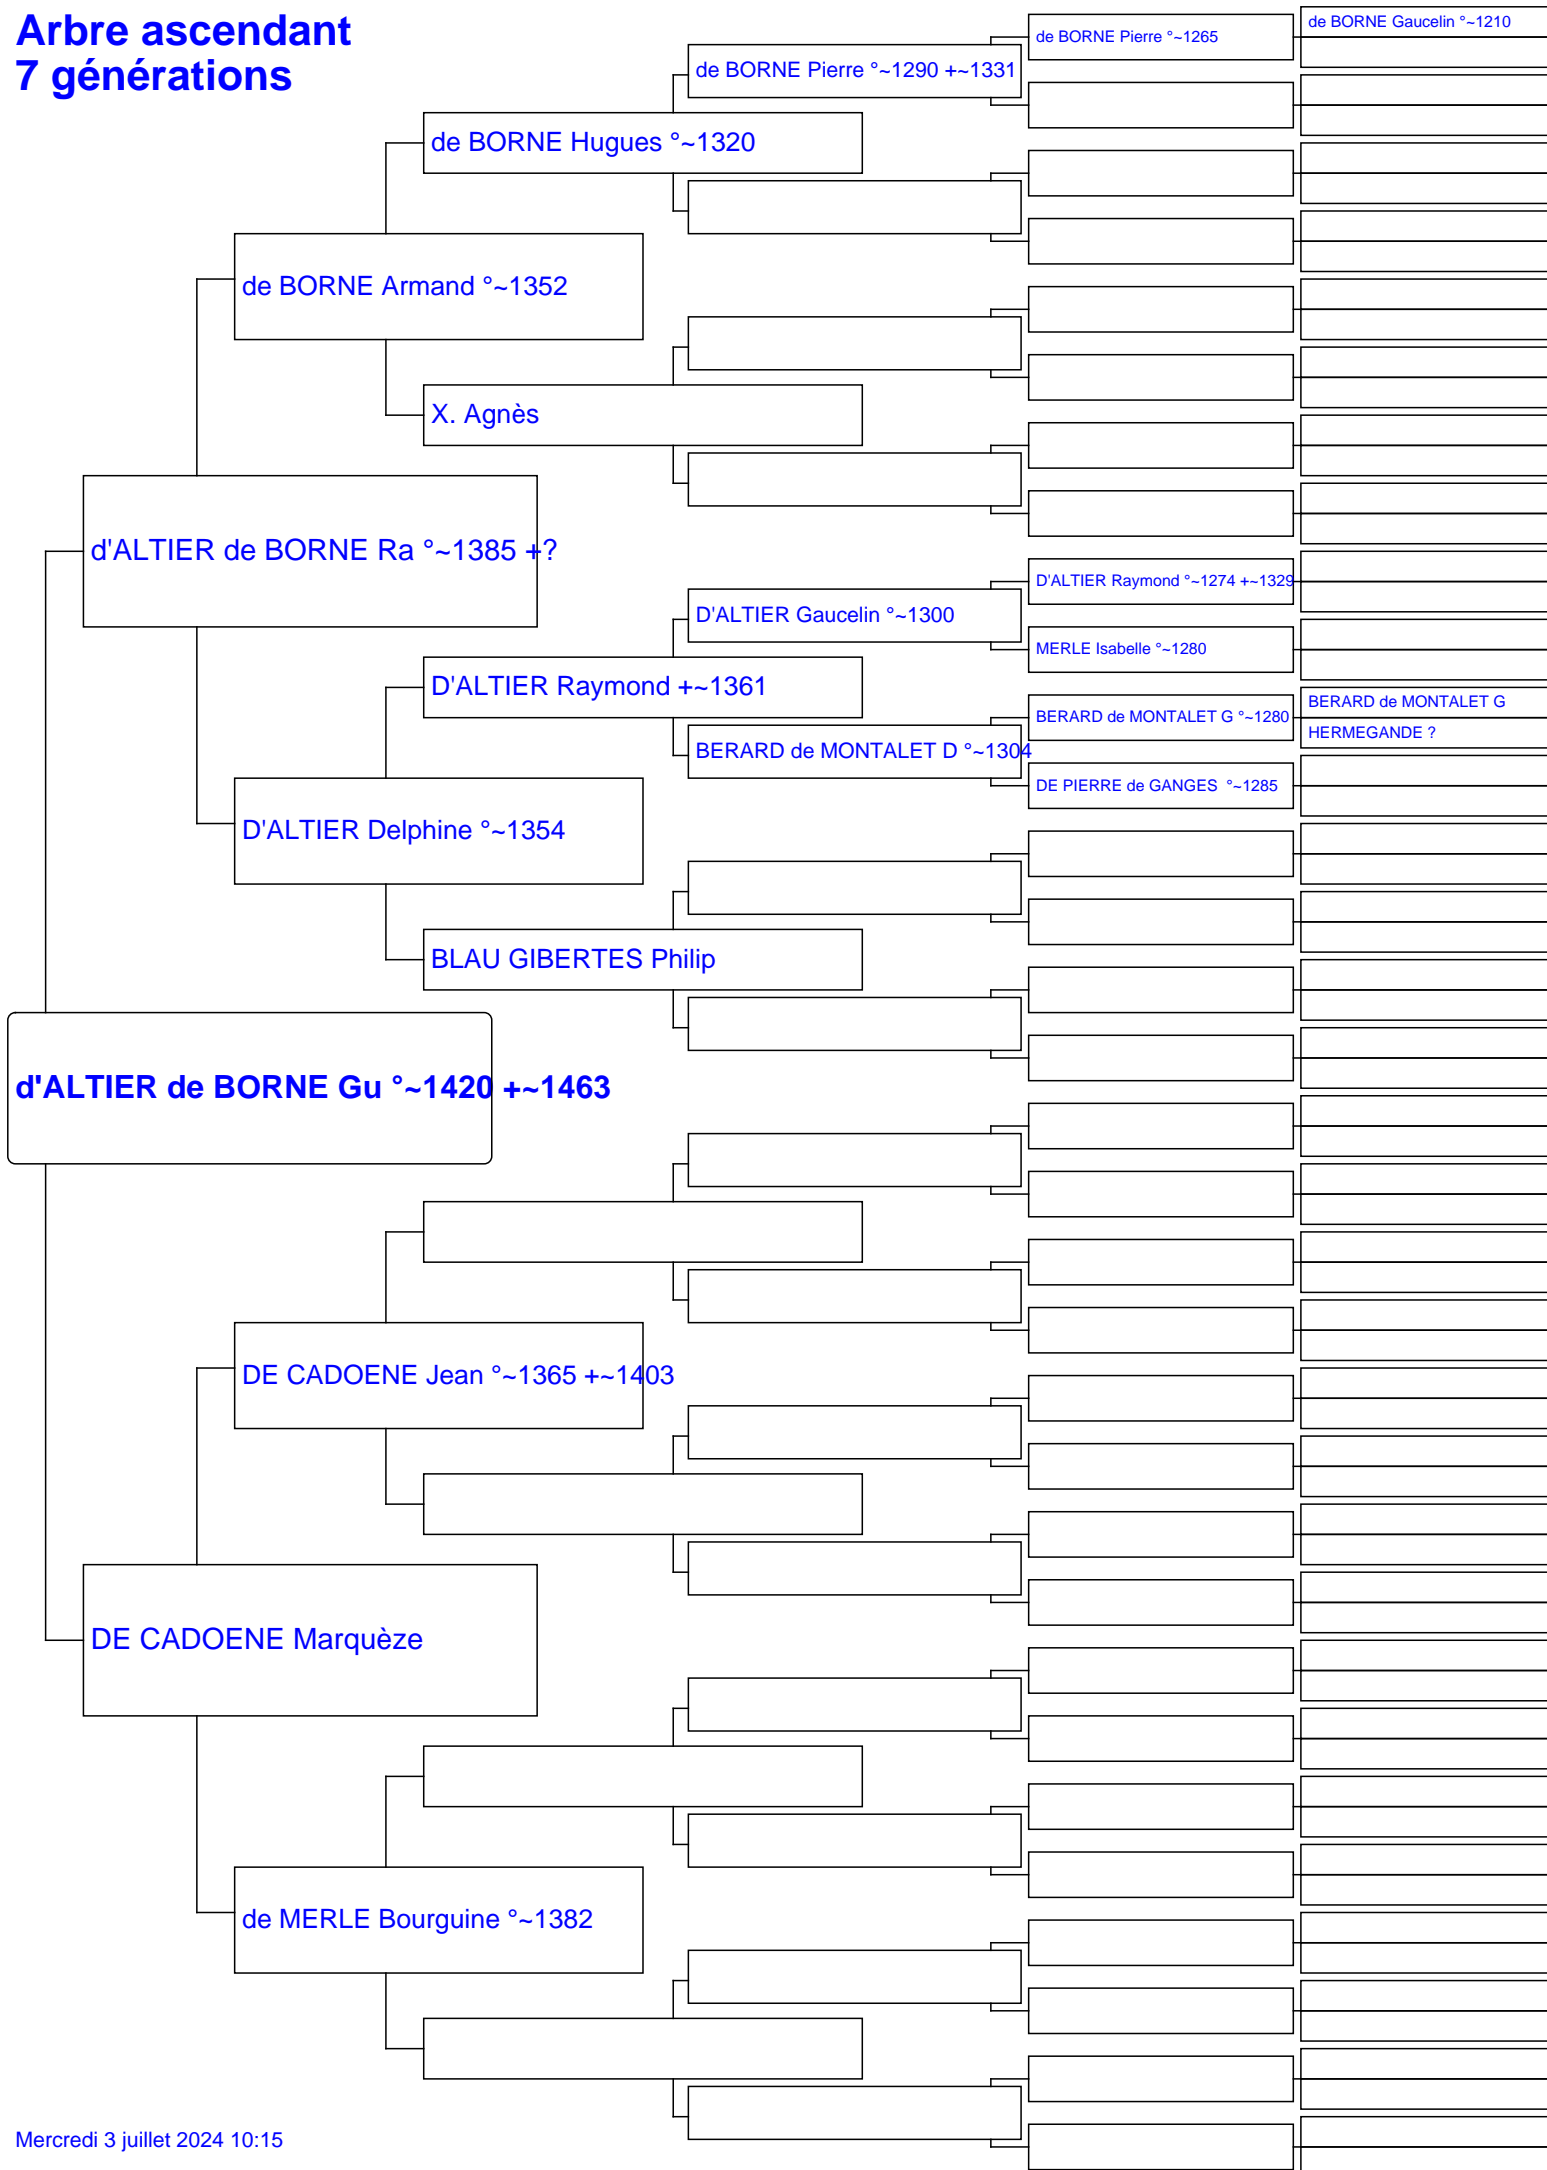 Arbre ascendant
7 générations
de BORNE Gaucelin °~1210
de BORNE Pierre °~1265
de BORNE Pierre °~1290 +~1331
de BORNE Hugues °~1320
de BORNE Armand °~1352
X. Agnès
d'ALTIER de BORNE Ra °~1385 +?
D'ALTIER Raymond °~1274 +~1329
D'ALTIER Gaucelin °~1300
MERLE Isabelle °~1280
D'ALTIER Raymond +~1361
BERARD de MONTALET G
BERARD de MONTALET G °~1280
HERMEGANDE ?
BERARD de MONTALET D °~1304
DE PIERRE de GANGES °~1285
D'ALTIER Delphine °~1354
BLAU GIBERTES Philip
d'ALTIER de BORNE Gu °~1420 +~1463
DE CADOENE Jean °~1365 +~1403
DE CADOENE Marquèze
de MERLE Bourguine °~1382
Mercredi 3 juillet 2024 10:15